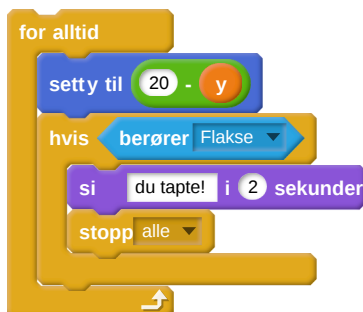 for alltid
sett y til 20 - y
hvis berører Flakse
si du tapte! i 2 sekunder
stopp alle